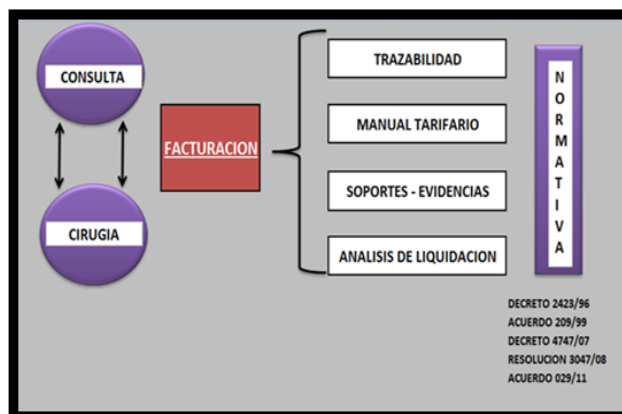 CONSULTA
CIRUGIA
FACTURACION
TRAZABILIDAD
MANUAL TARIFARIO
SOPORTES - EVIDENCIAS
ANALISIS DE LIQUIDACION
NORMATIVA
DECRETO 2423/96
ACUERDO 209/99
DECRETO 4747/07
RESOLUCION 3047/08
ACUERDO 029/11